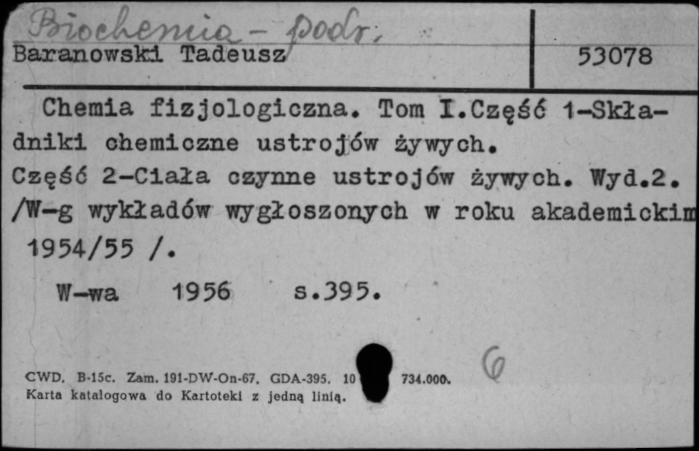 Biochemia - podr.
Baranowski Tadeusz 53078
Chemia fizjologiczna. Tom I.Część 1-Skła-
dniki chemiczne ustrojów żywych.
Część 2-Ciała czynne ustrojów żywych. Wyd.2.
/W-g wykładów wygłoszonych w roku akademickim
1954/55 /.
W-wa 1956 s.395.
6
CWD. B-15c. Zam. 191-DW-On-67. GDA-395. 10 734.000.
Karta katalogowa do Kartoteki z jedną linią.